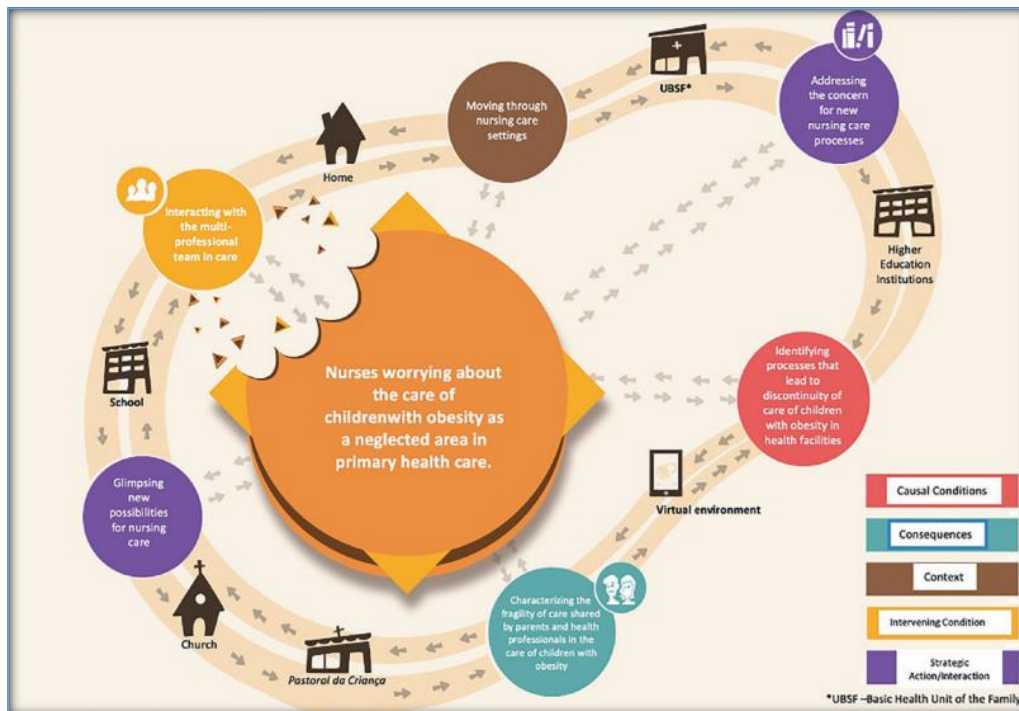 UBSF*
Addressing
the concern
for new
nursing care
processes
Moving through
nursing care
settings
Home
Interacting with
the multi-
professional
team in care
Higher
Education
Institutions
Nurses worrying about
the care of
childrenwith obesity as
a neglected area in
primary health care.
Identifying
processes that
lead to
discontinuity of
care of children
with obesity in
health facilities
School
Glimpsing
new
possibilities
for nursing
care
Virtual environment
Characterizing the
fragility of care shared
by parents and health
professionals in the
care of children with
obesity
Church
Pastoral da Criança
Causal Conditions
Consequences
Context
Intervening Condition
Strategic
Action/Interaction
*UBSF –Basic Health Unit of the Family